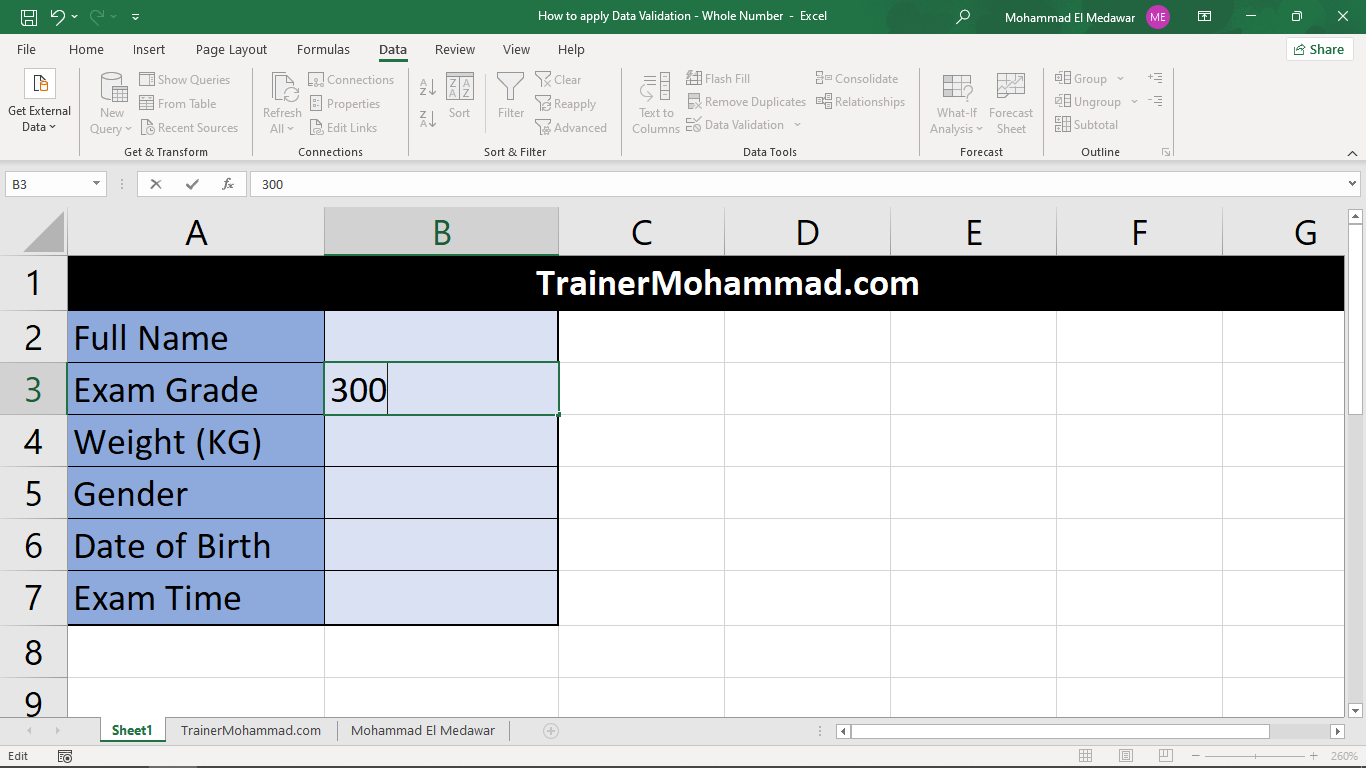 How to apply Data Validation - Whole Number - Excel
Mohammad El Medawar ME
File Home Insert Page Layout Formulas Data Review View Help Share
Get External Data
New Query
Show Queries
From Table
Recent Sources
Get & Transform
Refresh All
Connections
Properties
Edit Links
Connections
A Z
Z A
Z A A Z
Sort
Filter
Clear
Reapply
Advanced
Sort & Filter
Text to Columns
Flash Fill
Remove Duplicates
Data Validation
Consolidate
Relationships
Data Tools
What-If Analysis
Forecast Sheet
Forecast
Group
Ungroup
Subtotal
Outline
B3 fx 300
A B C D E F G
1 TrainerMohammad.com
2 Full Name
3 Exam Grade 300
4 Weight (KG)
5 Gender
6 Date of Birth
7 Exam Time
8
9
Sheet1 TrainerMohammad.com Mohammad El Medawar
Edit 260%